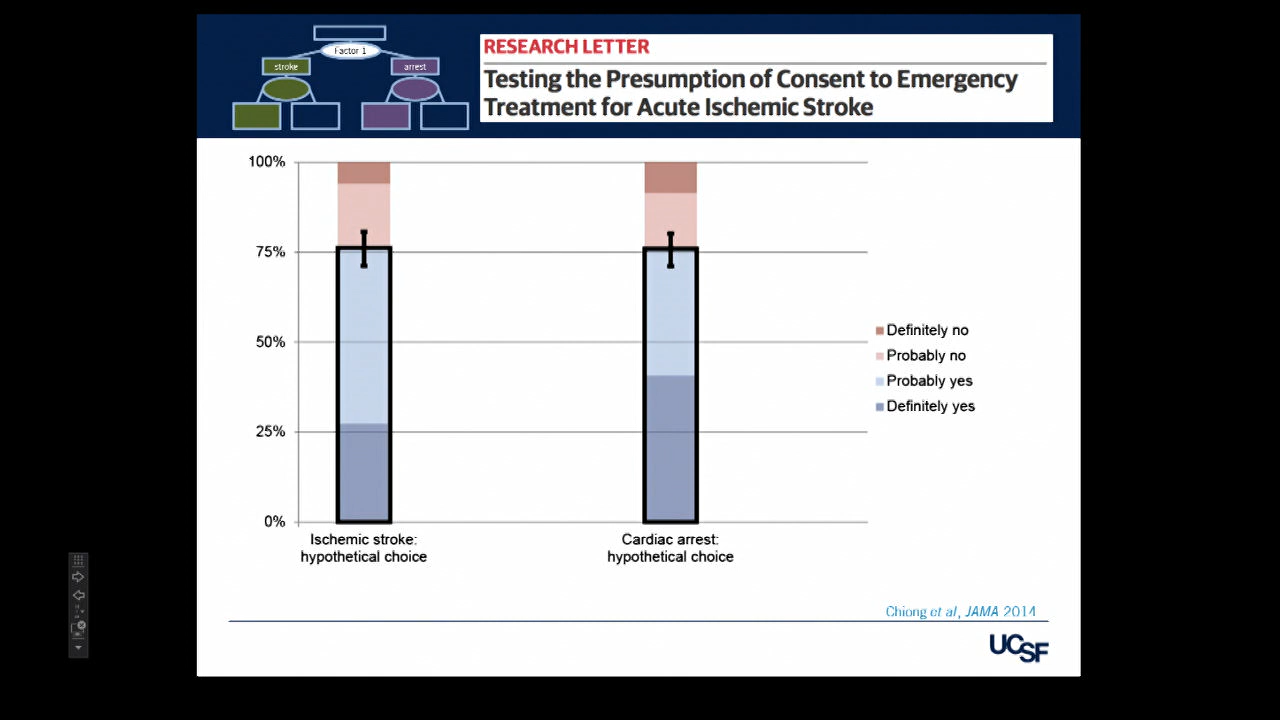 Factor 1
stroke
arrest
RESEARCH LETTER
Testing the Presumption of Consent to Emergency
Treatment for Acute Ischemic Stroke
100%
75%
50%
25%
0%
Definitely no
Probably no
Probably yes
Definitely yes
Ischemic stroke:
hypothetical choice
Cardiac arrest:
hypothetical choice
Chiong et al, JAMA 2014
UCSF